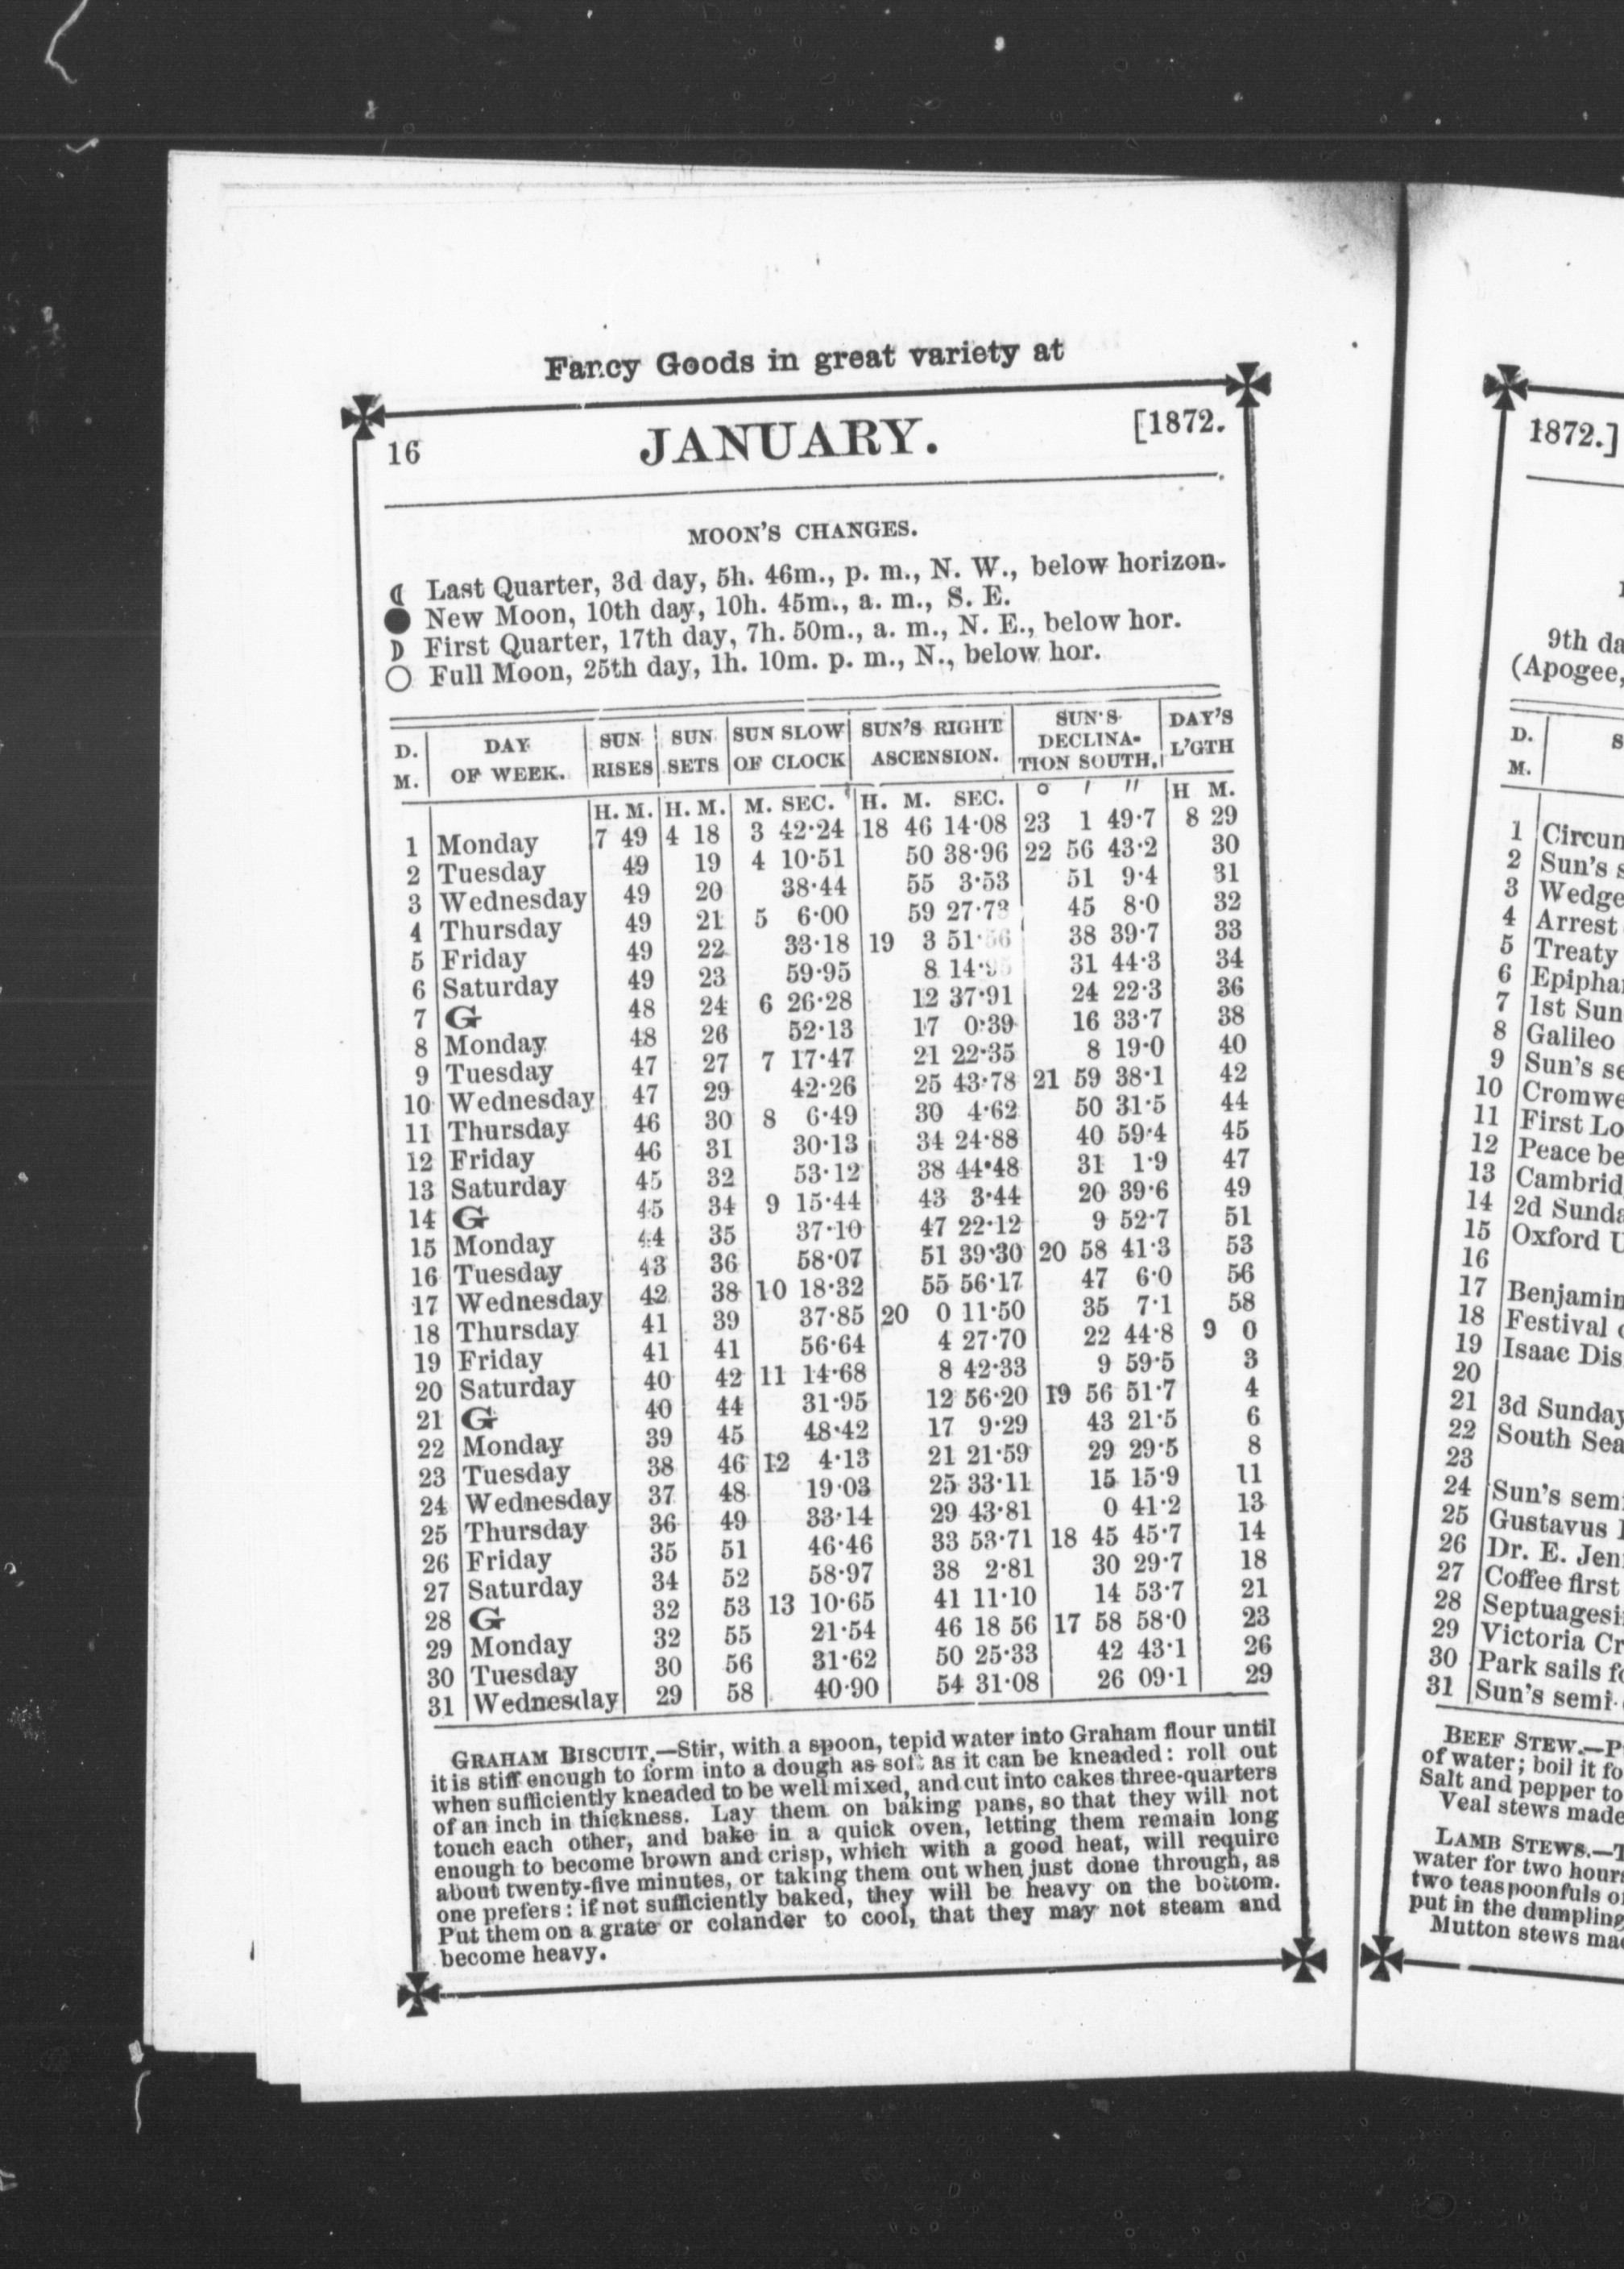 Fancy Goods in great variety at
16 JANUARY. [1872.
MOON'S CHANGES.
☾ Last Quarter, 3d day, 5h. 46m., p. m., N. W., below horizon.
● New Moon, 10th day, 10h. 45m., a. m., S. E.
☽ First Quarter, 17th day, 7h. 50m., a. m., N. E., below hor.
○ Full Moon, 25th day, 1h. 10m. p. m., N., below hor.
D. M. DAY OF WEEK. SUN RISES SUN SETS SUN SLOW OF CLOCK SUN'S RIGHT ASCENSION. SUN'S DECLINATION SOUTH. DAY'S L'GTH
H. M. H. M. M. SEC. H. M. SEC. ° ′ ″ H M.
1 Monday 7 49 4 18 3 42·24 18 46 14·08 23 1 49·7 8 29
2 Tuesday 49 19 4 10·51 50 38·96 22 56 43·2 30
3 Wednesday 49 20 38·44 55 3·53 51 9·4 31
4 Thursday 49 21 5 6·00 59 27·73 45 8·0 32
5 Friday 49 22 33·18 19 3 51· 38 39·7 33
6 Saturday 49 23 59·95 8 14· 31 44·3 34
7 G 48 24 6 26·28 12 37·91 24 22·3 36
8 Monday 48 26 52·13 17 0·39 16 33·7 38
9 Tuesday 47 27 7 17·47 21 22·35 8 19·0 40
10 Wednesday 47 29 42·26 25 43·78 21 59 38·1 42
11 Thursday 46 30 8 6·49 30 4·62 50 31·5 44
12 Friday 46 31 30·13 34 24·88 40 59·4 45
13 Saturday 45 32 53·12 38 44·48 31 1·9 47
14 G 45 34 9 15·44 43 3·44 20 39·6 49
15 Monday 44 35 37·10 47 22·12 9 52·7 51
16 Tuesday 43 36 58·07 51 39·30 20 58 41·3 53
17 Wednesday 42 38 10 18·32 55 56·17 47 6·0 56
18 Thursday 41 39 37·85 20 0 11·50 35 7·1 58
19 Friday 41 41 56·64 4 27·70 22 44·8 9 0
20 Saturday 40 42 11 14·68 8 42·33 9 59·5 3
21 G 40 44 31·95 12 56·20 19 56 51·7 4
22 Monday 39 45 48·42 17 9·29 43 21·5 6
23 Tuesday 38 46 12 4·13 21 21·59 29 29·5 8
24 Wednesday 37 48 19·03 25 33·11 15 15·9 11
25 Thursday 36 49 33·14 29 43·81 0 41·2 13
26 Friday 35 51 46·46 33 53·71 18 45 45·7 14
27 Saturday 34 52 58·97 38 2·81 30 29·7 18
28 G 32 53 13 10·65 41 11·10 14 53·7 21
29 Monday 32 55 21·54 46 18 56 17 58 58·0 23
30 Tuesday 30 56 31·62 50 25·33 42 43·1 26
31 Wednesday 29 58 40·90 54 31·08 26 09·1 29
GRAHAM BISCUIT.—Stir, with a spoon, tepid water into Graham flour until
it is stiff enough to form into a dough as soft as it can be kneaded: roll out
when sufficiently kneaded to be well mixed, and cut into cakes three-quarters
of an inch in thickness. Lay them on baking pans, so that they will not
touch each other, and bake in a quick oven, letting them remain long
enough to become brown and crisp, which with a good heat, will require
about twenty-five minutes, or taking them out when just done through, as
one prefers: if not sufficiently baked, they will be heavy on the bottom.
Put them on a grate or colander to cool, that they may not steam and
become heavy.
1872.]
9th
(Apogee,
D.
M.
1
2 Sun's
3 Wedge
4 Arrest
5 Treaty
6
7 1st Sun
8 Galileo
9 Sun's
10
11 First
12 Peace
13
14 2d
15 Oxford
16
17 Benjamin
18 Festival
19 Isaac
20
21 3d Sunday
22 South Sea
23
24 Sun's
25 Gustavus
26 Dr. E.
27 Coffee first
28
29 Victoria
30 Park sails
31 Sun's semi-
BEEF STEW.—
of water; boil it
Salt and pepper to
Veal stews made
LAMB STEWS.—
water for two
two teaspoonfuls
put in the
Mutton stews